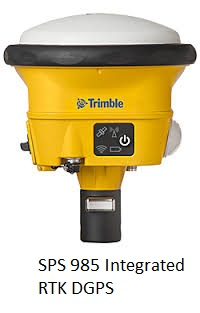 Trimble
SPS 985 Integrated
RTK DGPS